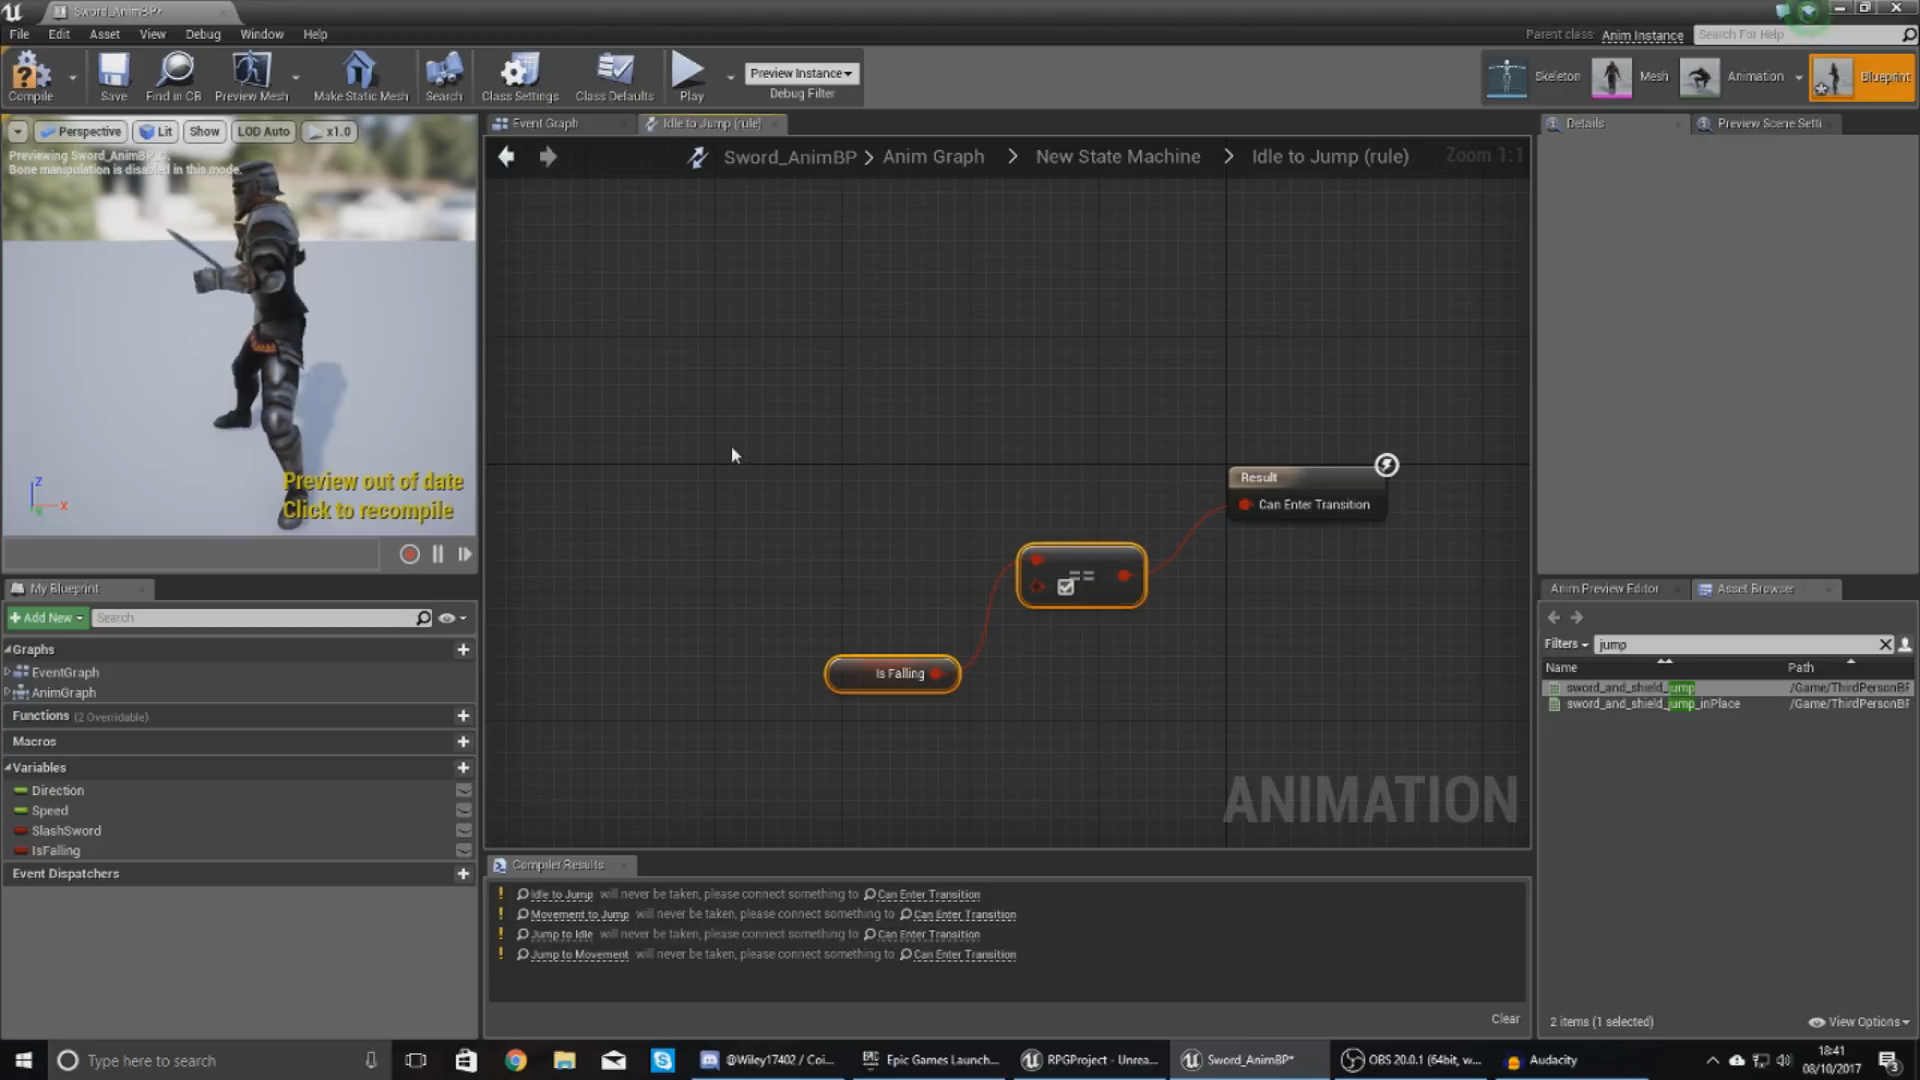 Sword_AnimBP*
File Edit Asset View Debug Window Help
Parent class: Anim Instance Search For Help
Compile Save Find in CB Preview Mesh Make Static Mesh Search Class Settings Class Defaults Play
Preview Instance
Debug Filter
Skeleton Mesh Animation Blueprint
Perspective Lit Show LOD Auto x1.0
Previewing Sword_AnimBP_C.
Bone manipulation is disabled in this mode.
Z
X
Preview out of date
Click to recompile
Event Graph Idle to Jump (rule)
Sword_AnimBP > Anim Graph > New State Machine > Idle to Jump (rule) Zoom 1:1
Result
Can Enter Transition
==
Is Falling
ANIMATION
My Blueprint
Add New Search
Graphs
EventGraph
AnimGraph
Functions (2 Overridable)
Macros
Variables
Direction
Speed
SlashSword
IsFalling
Event Dispatchers
Compiler Results
! Idle to Jump will never be taken, please connect something to Can Enter Transition
! Movement to Jump will never be taken, please connect something to Can Enter Transition
! Jump to Idle will never be taken, please connect something to Can Enter Transition
! Jump to Movement will never be taken, please connect something to Can Enter Transition
Clear
Details Preview Scene Setti
Anim Preview Editor Asset Browser
Filters jump
Name Path
sword_and_shield_jump /Game/ThirdPersonBF
sword_and_shield_jump_inPlace /Game/ThirdPersonBF
2 items (1 selected) View Options
Type here to search
@Wiley17402 / Coi...
Epic Games Launch...
RPGProject - Unrea...
Sword_AnimBP*
OBS 20.0.1 (64bit, w...
Audacity
18:41
08/10/2017
3